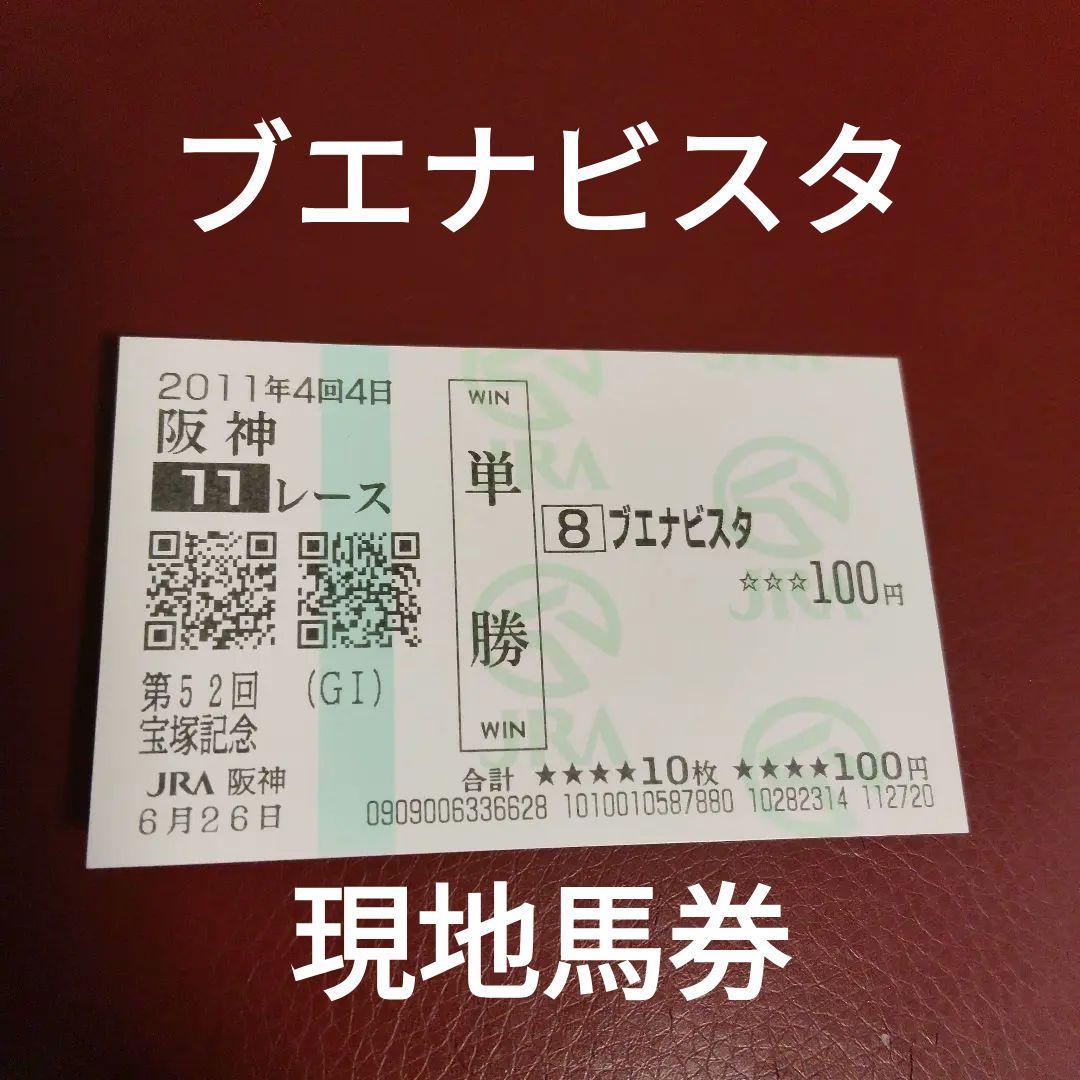 ブエナビスタ
2011年4回4日
阪神
11レース
第52回 (GI)
宝塚記念
JRA 阪神
6月26日
WIN
単勝
WIN
8 ブエナビスタ
☆☆☆100円
合計 ★★★★10枚 ★★★★100円
0909006336628 1010010587880 10282314 112720
JRA
JRA
JRA
現地馬券